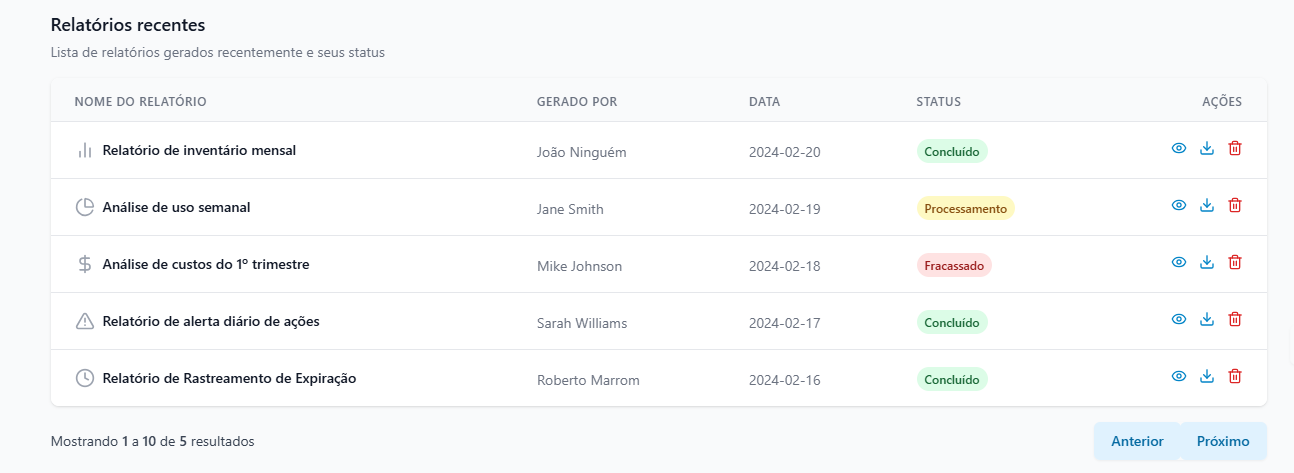 Relatórios recentes
Lista de relatórios gerados recentemente e seus status
NOME DO RELATÓRIO GERADO POR DATA STATUS AÇÕES
Relatório de inventário mensal João Ninguém 2024-02-20 Concluído
Análise de uso semanal Jane Smith 2024-02-19 Processamento
Análise de custos do 1º trimestre Mike Johnson 2024-02-18 Fracassado
Relatório de alerta diário de ações Sarah Williams 2024-02-17 Concluído
Relatório de Rastreamento de Expiração Roberto Marrom 2024-02-16 Concluído
Mostrando 1 a 10 de 5 resultados Anterior Próximo